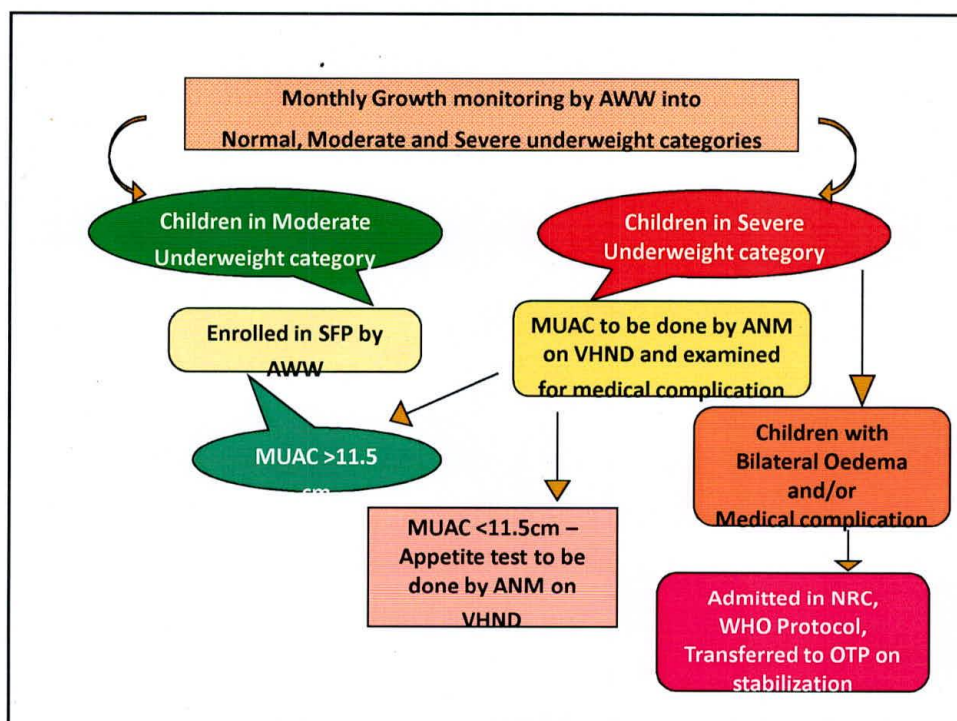 Monthly Growth monitoring by AWW into
Normal, Moderate and Severe underweight categories
Children in Moderate
Underweight category
Children in Severe
Underweight category
Enrolled in SFP by
AWW
MUAC to be done by ANM
on VHND and examined
for medical complication
MUAC >11.5
cm
Children with
Bilateral Oedema
and/or
Medical complication
MUAC <11.5cm –
Appetite test to be
done by ANM on
VHND
Admitted in NRC,
WHO Protocol,
Transferred to OTP on
stabilization